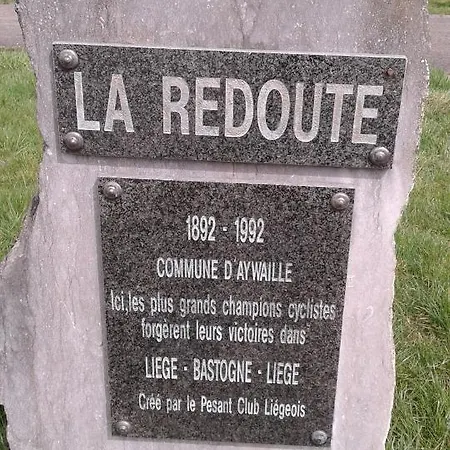 LA REDOUTE
1892 - 1992
COMMUNE D'AYWAILLE
Ici,les plus grands champions cyclistes
forgèrent leurs victoires dans
LIEGE - BASTOGNE - LIEGE
Créé par le Pesant Club Liégeois